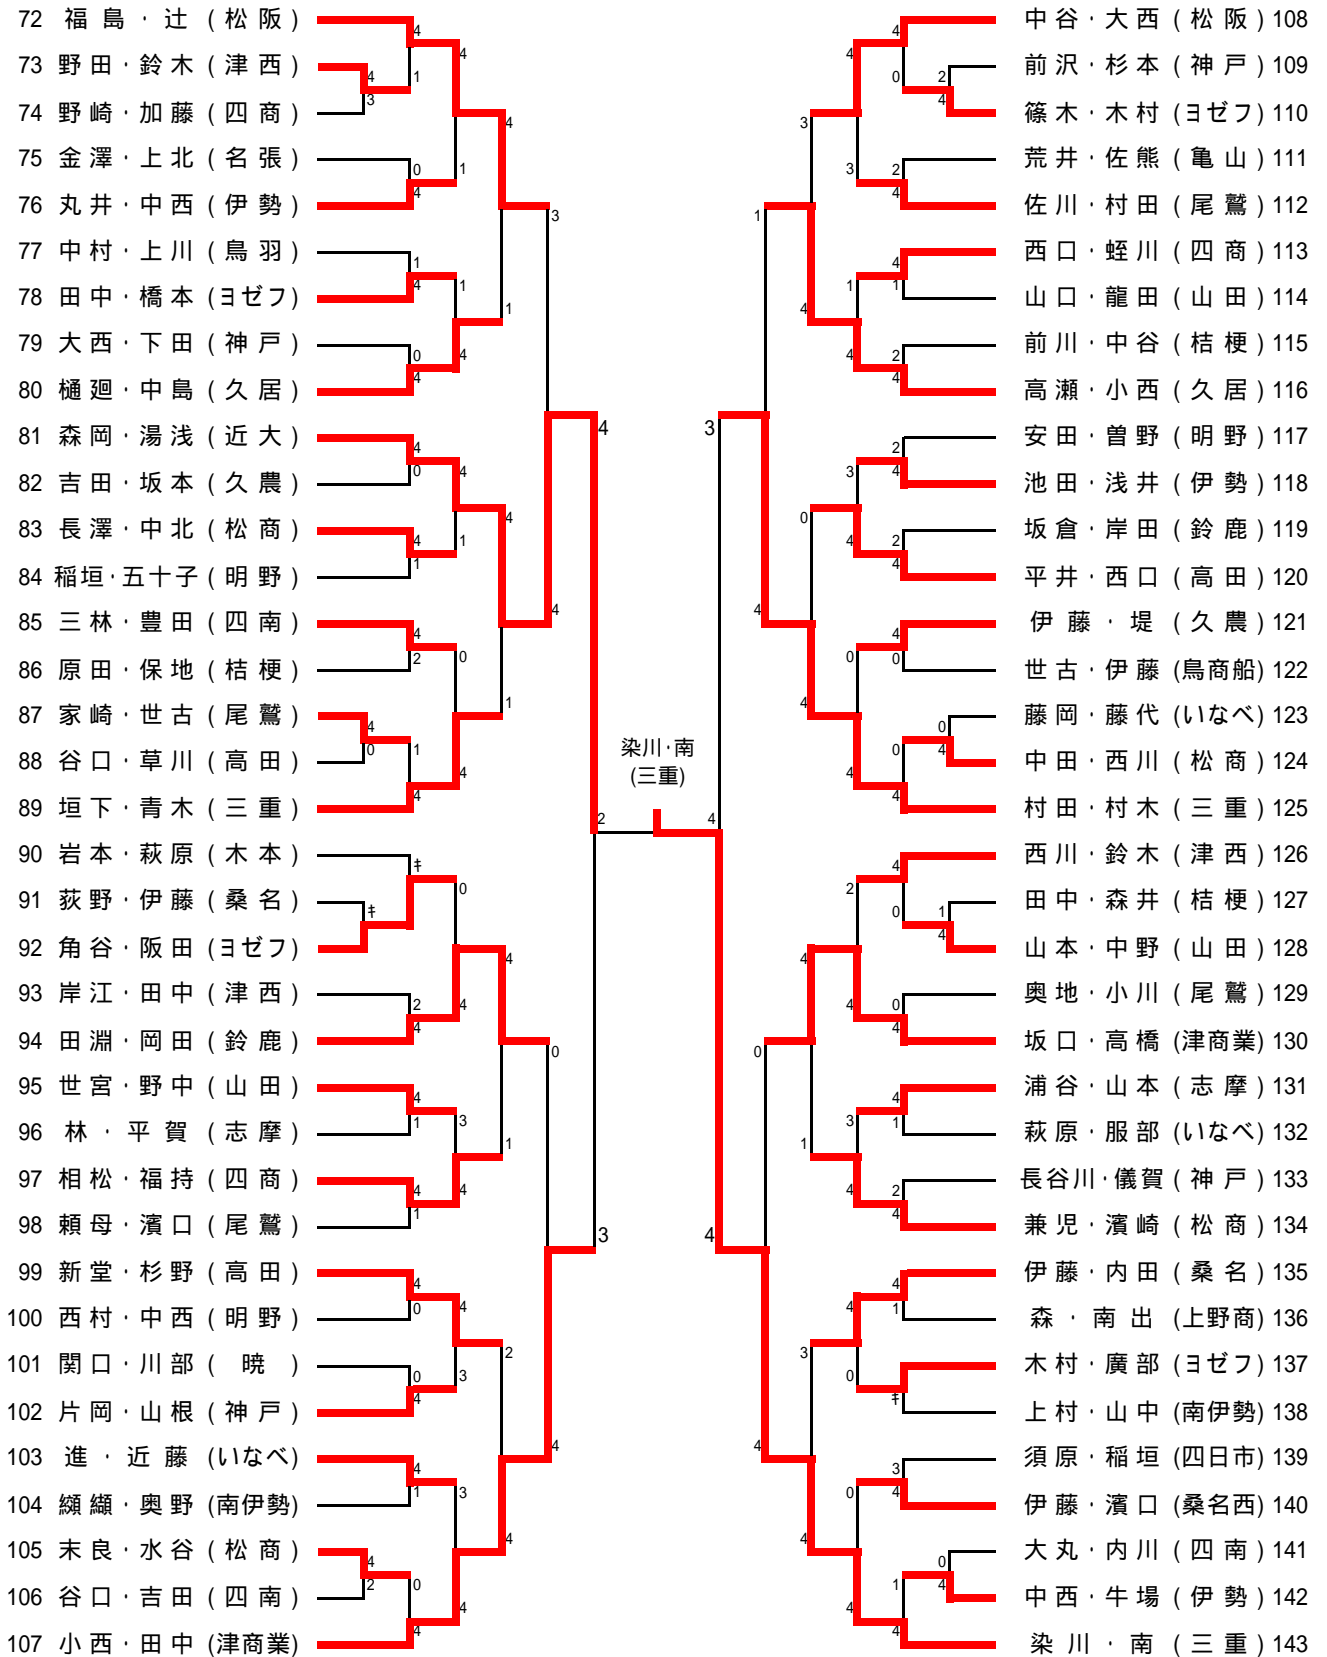 72 福島・辻 (松阪)
73 野田・鈴木 (津西)
74 野崎・加藤 (四商)
75 金澤・上北 (名張)
76 丸井・中西 (伊勢)
77 中村・上川 (鳥羽)
78 田中・橋本 (ヨゼフ)
79 大西・下田 (神戸)
80 樋廻・中島 (久居)
81 森岡・湯浅 (近大)
82 吉田・坂本 (久農)
83 長澤・中北 (松商)
84 稲垣・五十子 (明野)
85 三林・豊田 (四南)
86 原田・保地 (桔梗)
87 家崎・世古 (尾鷲)
88 谷口・草川 (高田)
89 垣下・青木 (三重)
90 岩本・萩原 (木本)
91 荻野・伊藤 (桑名)
92 角谷・阪田 (ヨゼフ)
93 岸江・田中 (津西)
94 田淵・岡田 (鈴鹿)
95 世宮・野中 (山田)
96 林・平賀 (志摩)
97 相松・福持 (四商)
98 頼母・濱口 (尾鷲)
99 新堂・杉野 (高田)
100 西村・中西 (明野)
101 関口・川部 (暁)
102 片岡・山根 (神戸)
103 進・近藤 (いなべ)
104 纐纈・奥野 (南伊勢)
105 末良・水谷 (松商)
106 谷口・吉田 (四南)
107 小西・田中 (津商業)
染川・南
(三重)
中谷・大西 (松阪) 108
前沢・杉本 (神戸) 109
篠木・木村 (ヨゼフ) 110
荒井・佐熊 (亀山) 111
佐川・村田 (尾鷲) 112
西口・蛭川 (四商) 113
山口・龍田 (山田) 114
前川・中谷 (桔梗) 115
高瀬・小西 (久居) 116
安田・曽野 (明野) 117
池田・浅井 (伊勢) 118
坂倉・岸田 (鈴鹿) 119
平井・西口 (高田) 120
伊藤・堤 (久農) 121
世古・伊藤 (鳥商船) 122
藤岡・藤代 (いなべ) 123
中田・西川 (松商) 124
村田・村木 (三重) 125
西川・鈴木 (津西) 126
田中・森井 (桔梗) 127
山本・中野 (山田) 128
奥地・小川 (尾鷲) 129
坂口・高橋 (津商業) 130
浦谷・山本 (志摩) 131
萩原・服部 (いなべ) 132
長谷川・儀賀 (神戸) 133
兼児・濱崎 (松商) 134
伊藤・内田 (桑名) 135
森・南出 (上野商) 136
木村・廣部 (ヨゼフ) 137
上村・山中 (南伊勢) 138
須原・稲垣 (四日市) 139
伊藤・濱口 (桑名西) 140
大丸・内川 (四南) 141
中西・牛場 (伊勢) 142
染川・南 (三重) 143